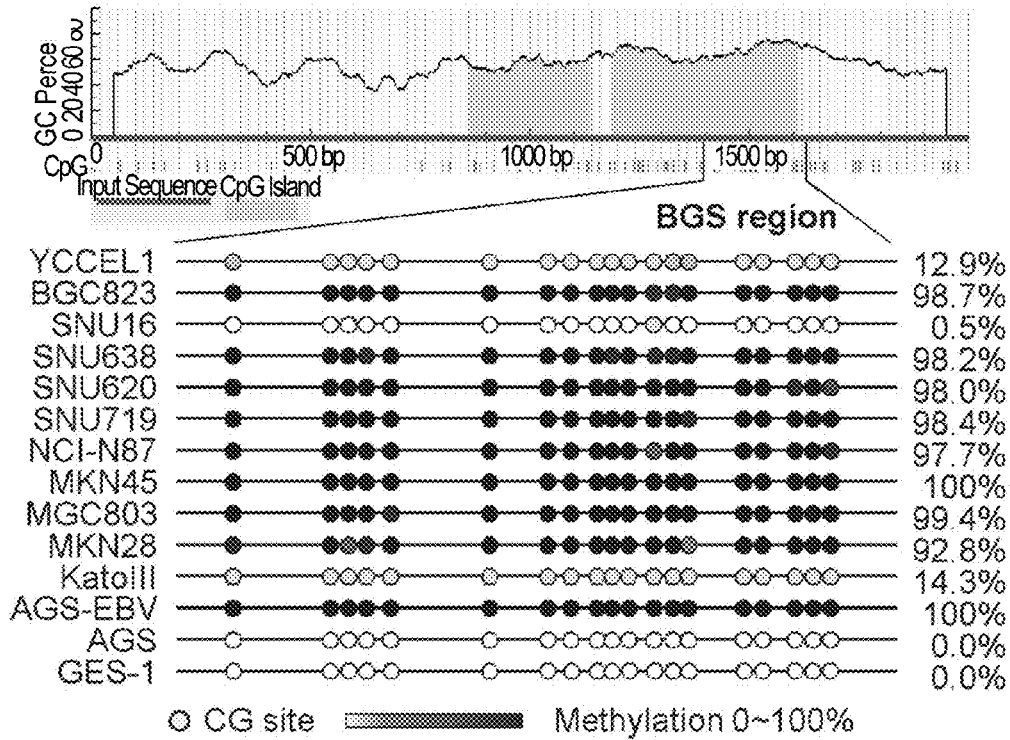 GC Perce
0 20 40 60 8
CpG
0 500 bp 1000 bp 1500 bp
Input Sequence CpG Island
BGS region
YCCEL1 12.9%
BGC823 98.7%
SNU16 0.5%
SNU638 98.2%
SNU620 98.0%
SNU719 98.4%
NCI-N87 97.7%
MKN45 100%
MGC803 99.4%
MKN28 92.8%
KatoIII 14.3%
AGS-EBV 100%
AGS 0.0%
GES-1 0.0%
CG site Methylation 0~100%